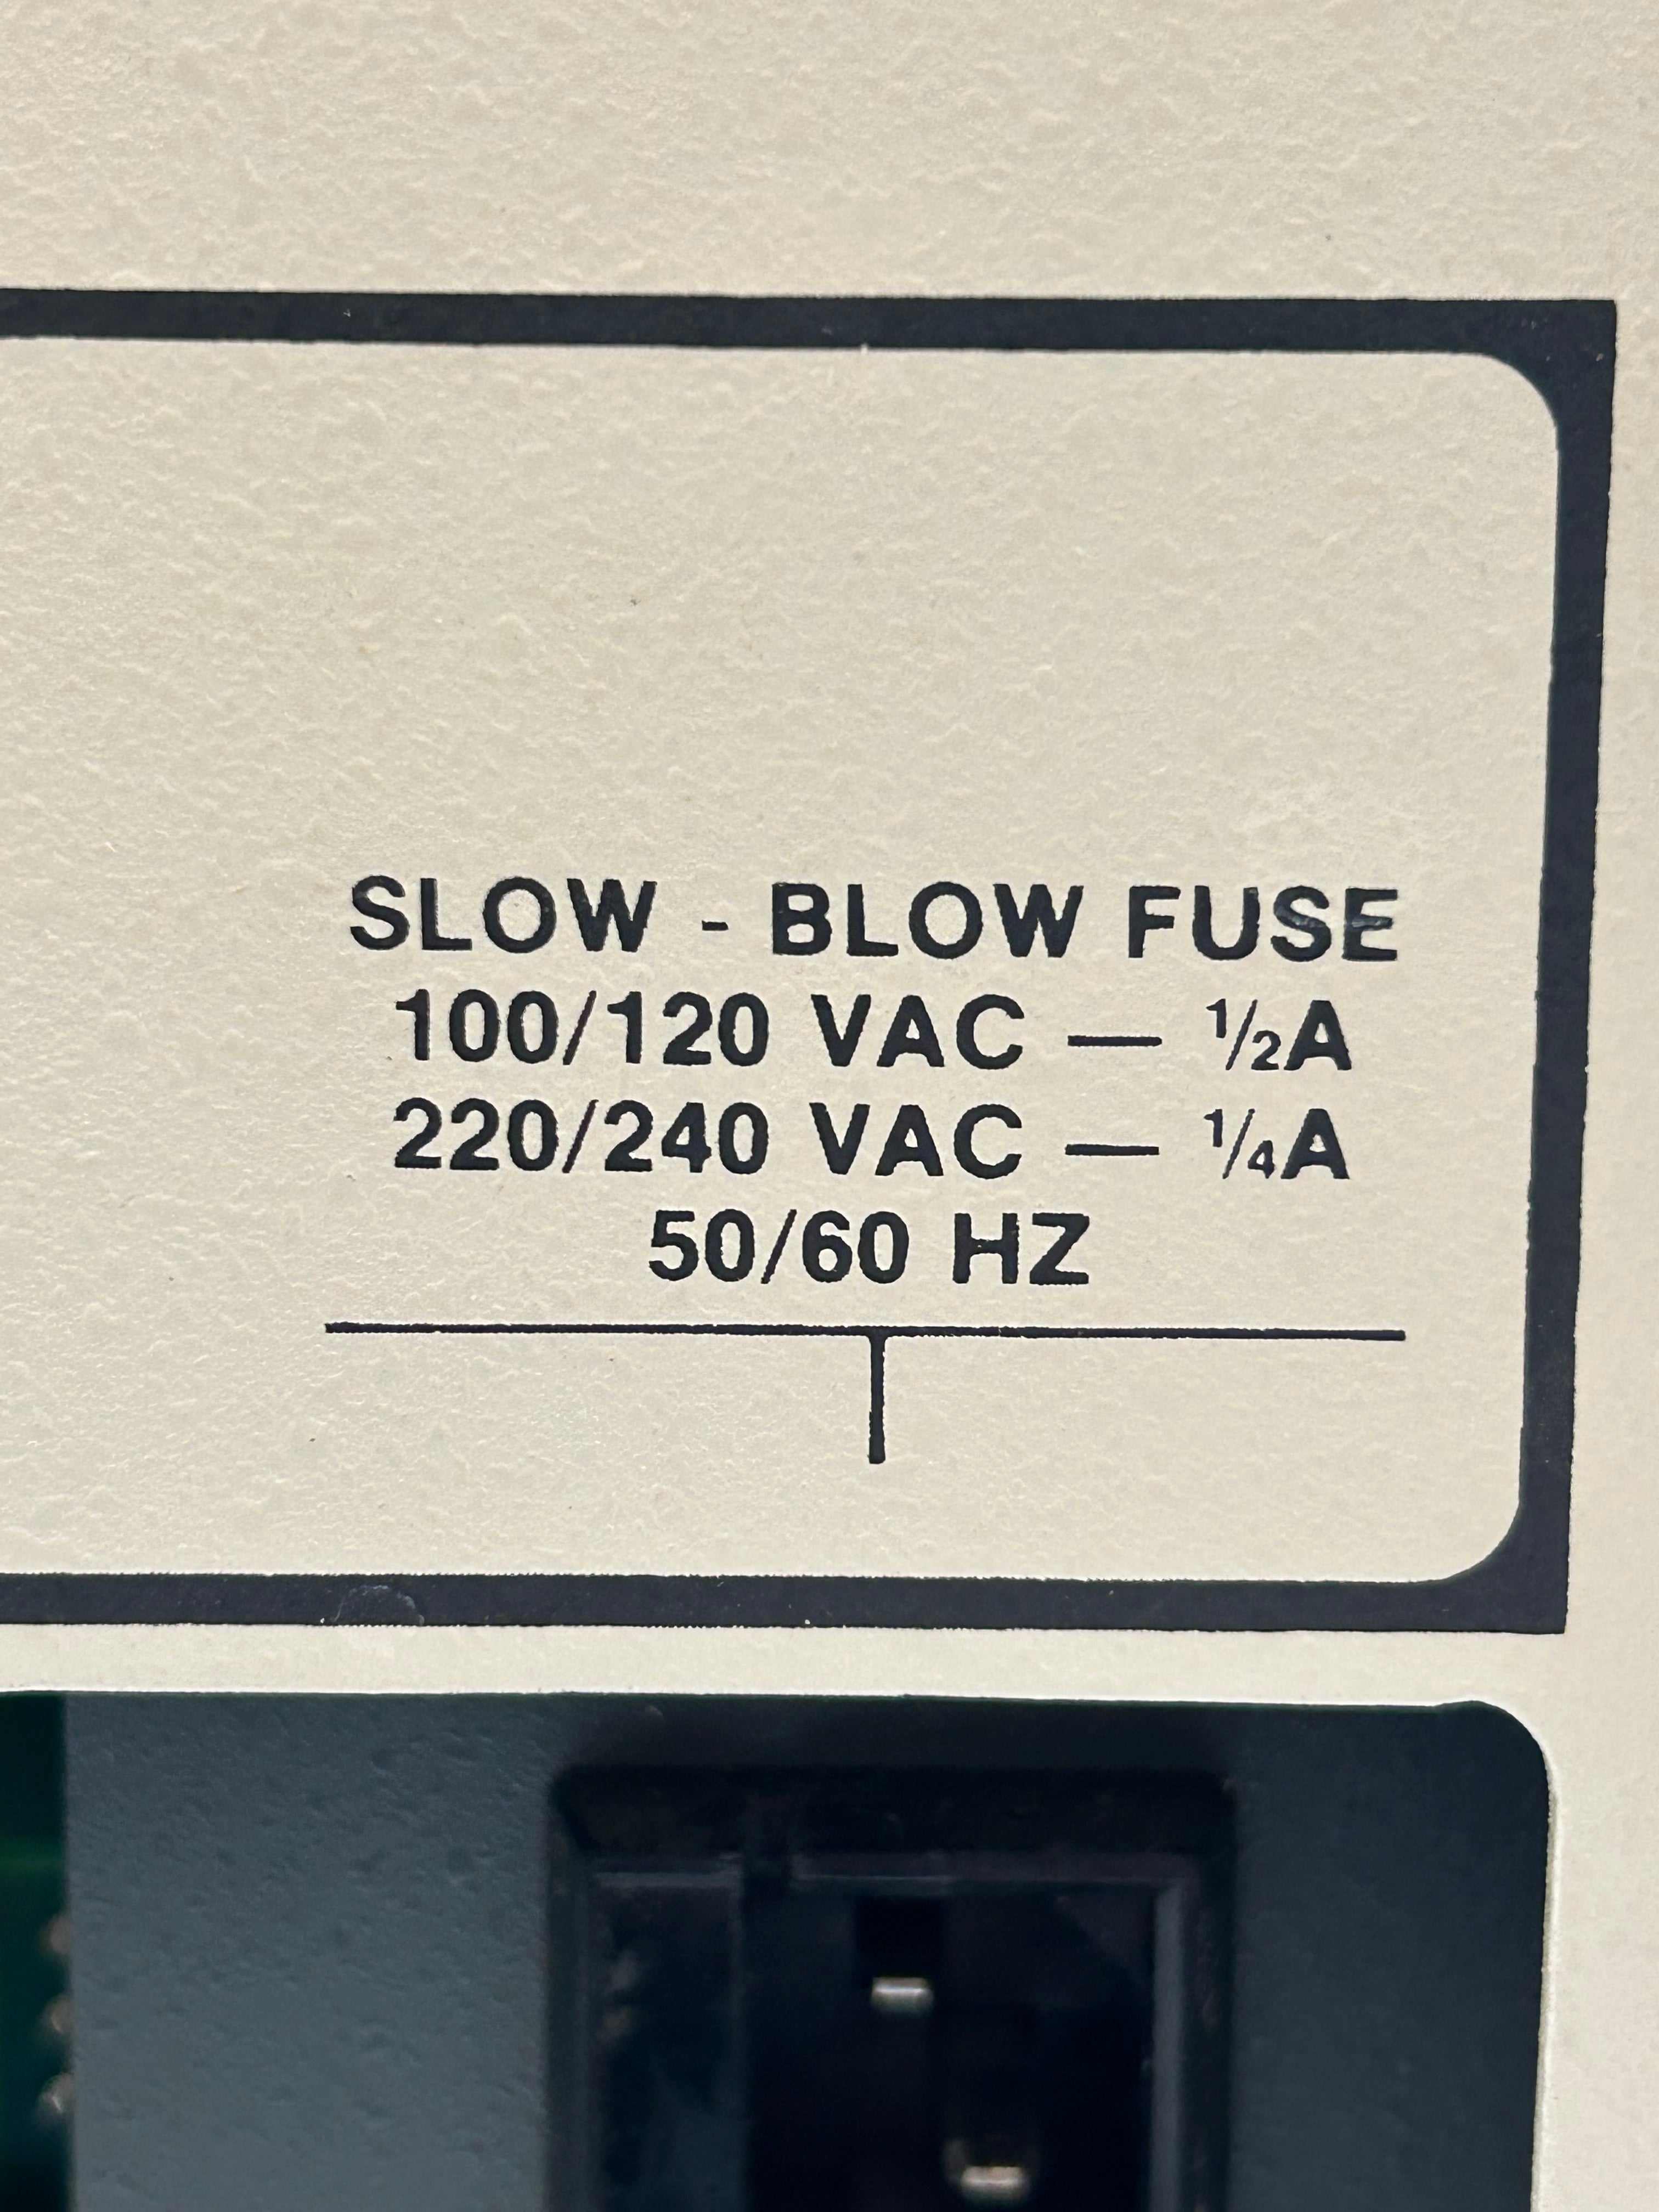 SLOW - BLOW FUSE
100/120 VAC — ½A
220/240 VAC — ¼A
50/60 HZ